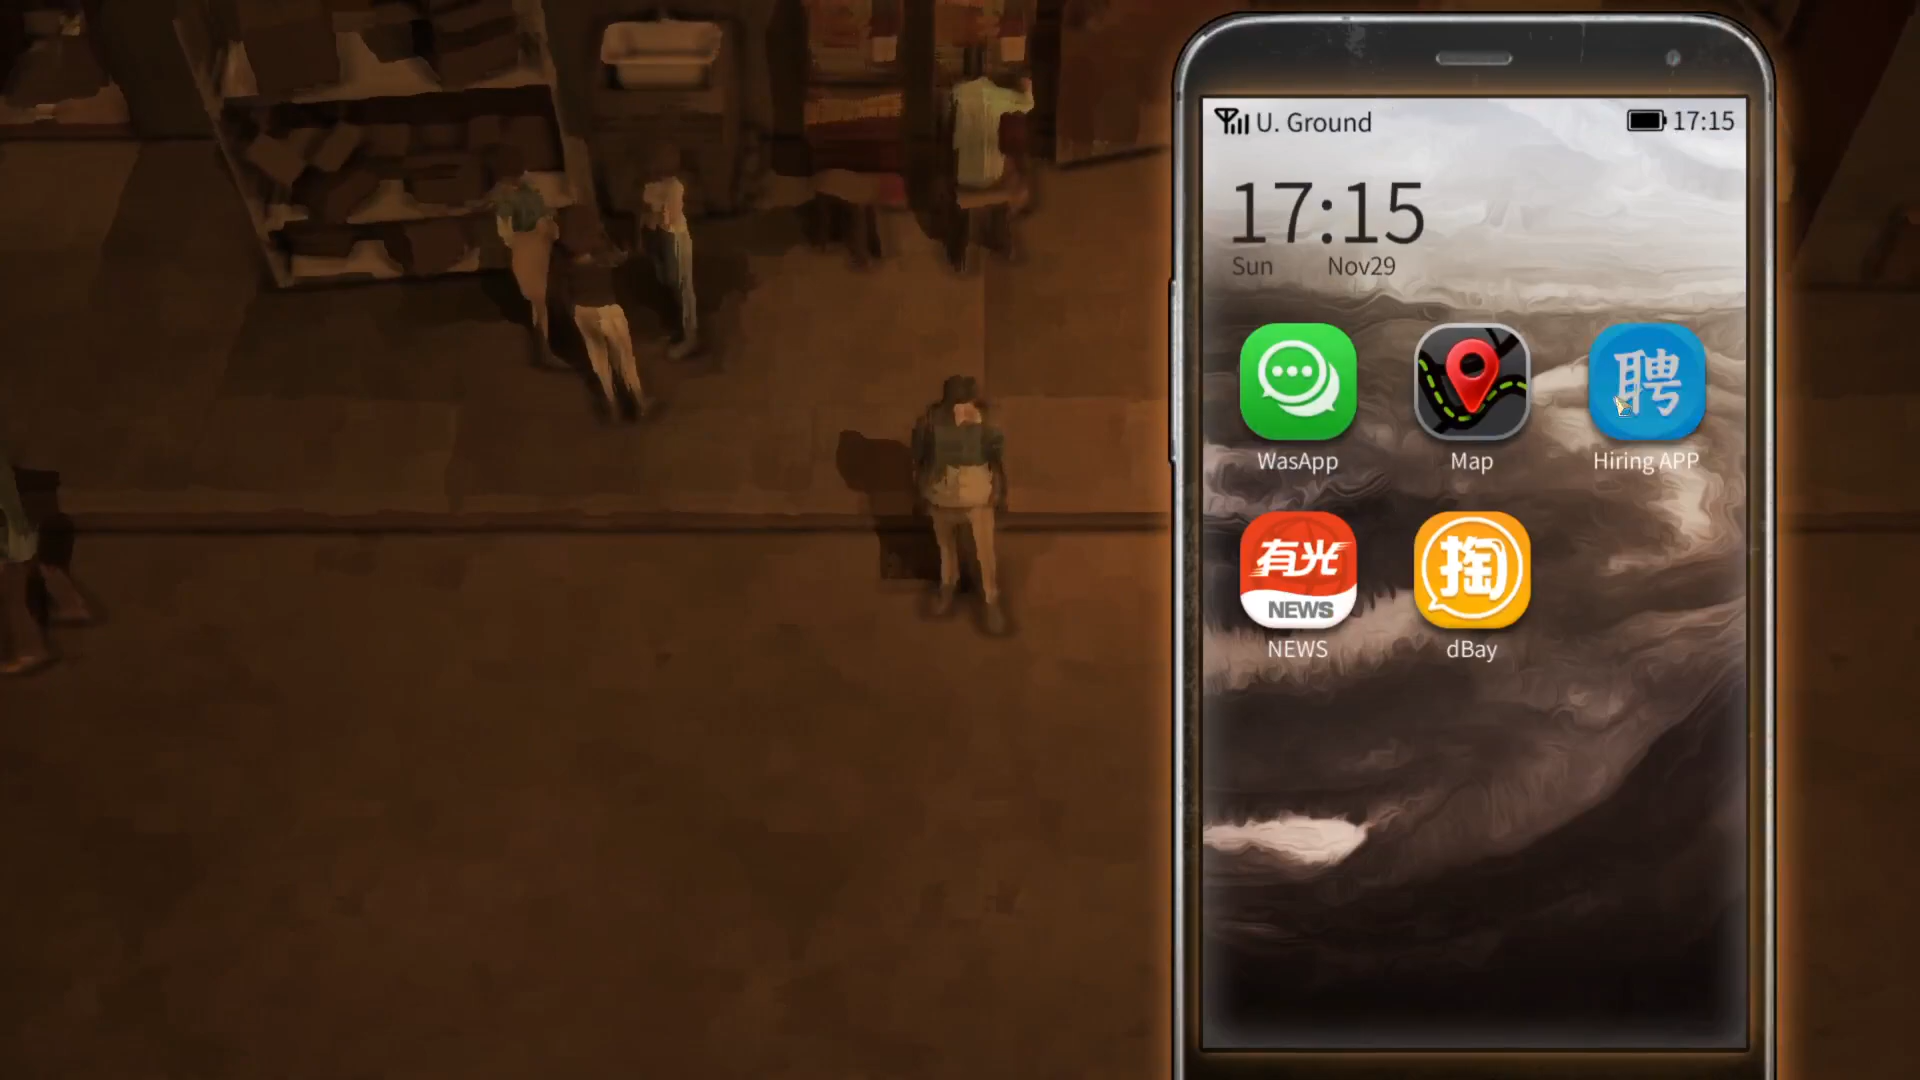 U. Ground
17:15
17:15
Sun Nov29
WasApp
Map
聘
Hiring APP
有光
NEWS
NEWS
掏
dBay